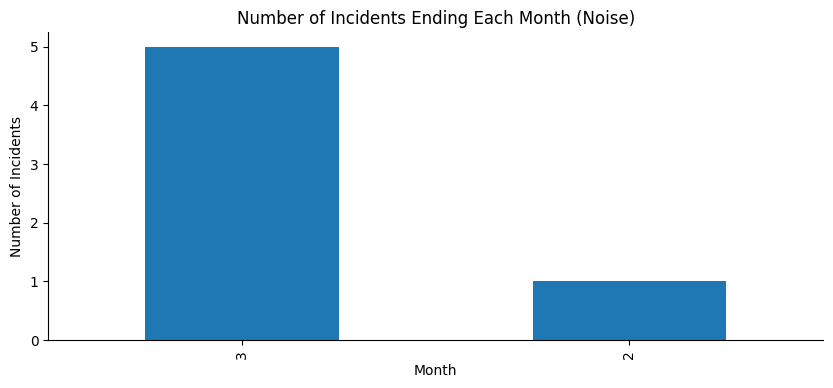 Number of Incidents Ending Each Month (Noise)
Number of Incidents
5
4
3
2
1
0
3
2
Month